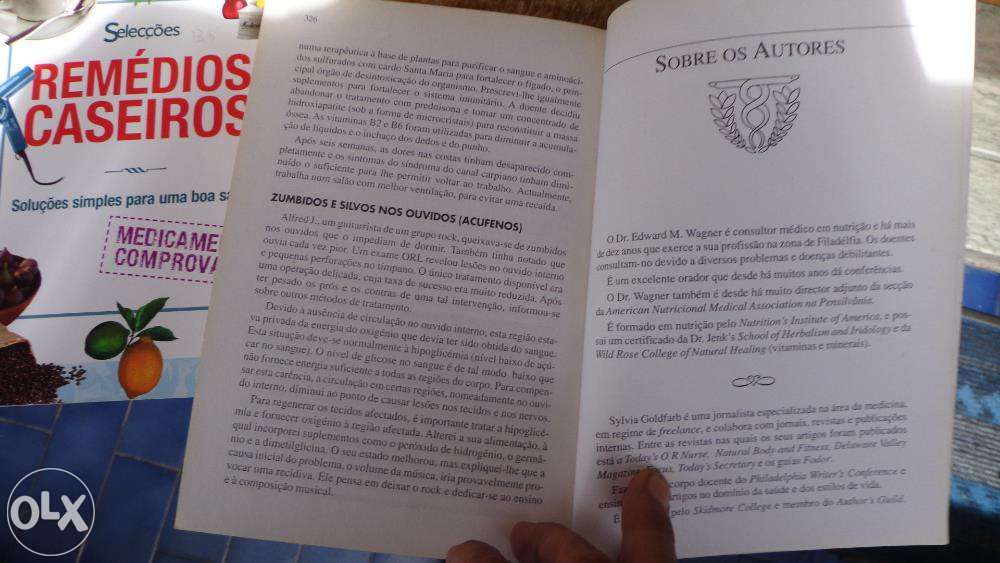 Selecções
REMÉDIOS
CASEIROS
Soluções simples para uma boa sa
MEDICAME
COMPROVA
OLX
326
numa terapêutica à base de plantas para purificar o sangue e aminoáci-
dos sulfurados com cardo Santa Maria para fortalecer o fígado, o prin-
cipal órgão de desintoxicação do organismo. Prescrevi-lhe igualmente
suplementos para fortalecer o sistema imunitário. A doente decidiu
abandonar o tratamento com prednisona e tomar um concentrado de
hidroxiapatite (sob a forma de microcristais) para reconstituir a massa
óssea. As vitaminas B2 e B6 foram utilizadas para diminuir a acumula-
ção de líquidos e o inchaço dos dedos e do punho.
Após seis semanas, as dores nas costas tinham desaparecido com-
pletamente e os sintomas do síndroma do canal carpiano tinham dimi-
nuído o suficiente para lhe permitir voltar ao trabalho. Actualmente,
trabalha num salão com melhor ventilação, para evitar uma recaída.
ZUMBIDOS E SILVOS NOS OUVIDOS (ACUFENOS)
Alfred J., um guitarrista de um grupo rock, queixava-se de zumbidos
nos ouvidos que o impediam de dormir. Também tinha notado que
ouvia cada vez pior. Um exame ORL revelou lesões no ouvido interno
e pequenas perfurações no tímpano. O único tratamento disponível era
uma operação delicada, cuja taxa de sucesso era muito reduzida. Após
ter pesado os prós e os contras de uma tal intervenção, informou-se
sobre outros métodos de tratamento.
Devido à ausência de circulação no ouvido interno, esta região esta-
va privada da energia do oxigénio que devia ter sido obtida do sangue.
Esta situação deve-se normalmente à hipoglicémia (nível baixo de açú-
car no sangue). O nível de glicose no sangue é de tal modo baixo que
não fornece energia suficiente a todas as regiões do corpo. Para compen-
sar esta carência, a circulação em certas regiões, nomeadamente no ouvi-
do interno, diminui ao ponto de causar lesões nos tecidos e nos nervos.
Para regenerar os tecidos afectados, é importante tratar a hipoglicé-
mia e fornecer oxigénio à região afectada. Alterei a sua alimentação, à
qual incorporei suplementos como o peróxido de hidrogénio, o germâ-
nio e a dimetilglicina. O seu estado melhorou, mas expliquei-lhe que a
causa inicial do problema, o volume da música, iria provavelmente pro-
vocar uma recidiva. Ele pensa em deixar o rock e dedicar-se ao ensino
e à composição musical.
SOBRE OS AUTORES
O Dr. Edward M. Wagner é consultor médico em nutrição e há mais
de dez anos que exerce a sua profissão na zona de Filadélfia. Os doentes
consultam-no devido a diversos problemas e doenças debilitantes.
É um excelente orador que desde há muitos anos dá conferências.
O Dr. Wagner também é desde há muito director adjunto da secção
da American Nutricional Medical Association na Pensilvânia.
É formado em nutrição pelo Nutrition's Institute of America, e pos-
sui um certificado da Dr. Jenk's School of Herbalism and Iridology e da
Wild Rose College of Natural Healing (vitaminas e minerais).
Sylvia Goldfarb é uma jornalista especializada na área da medicina,
em regime de freelance, e colabora com jornais, revistas e publicações
internas. Entre as revistas nas quais os seus artigos foram publicados
está a Today's O R Nurse, Natural Body and Fitness, Delaware Valley
Magazine, Focus, Today's Secretary e os guias Fodor.
corpo docente do Philadelphia Writer's Conference e
ensin artigos no domínio da saúde e dos estilos de vida.
É pelo Skidmore College e membro do Author's Guild.